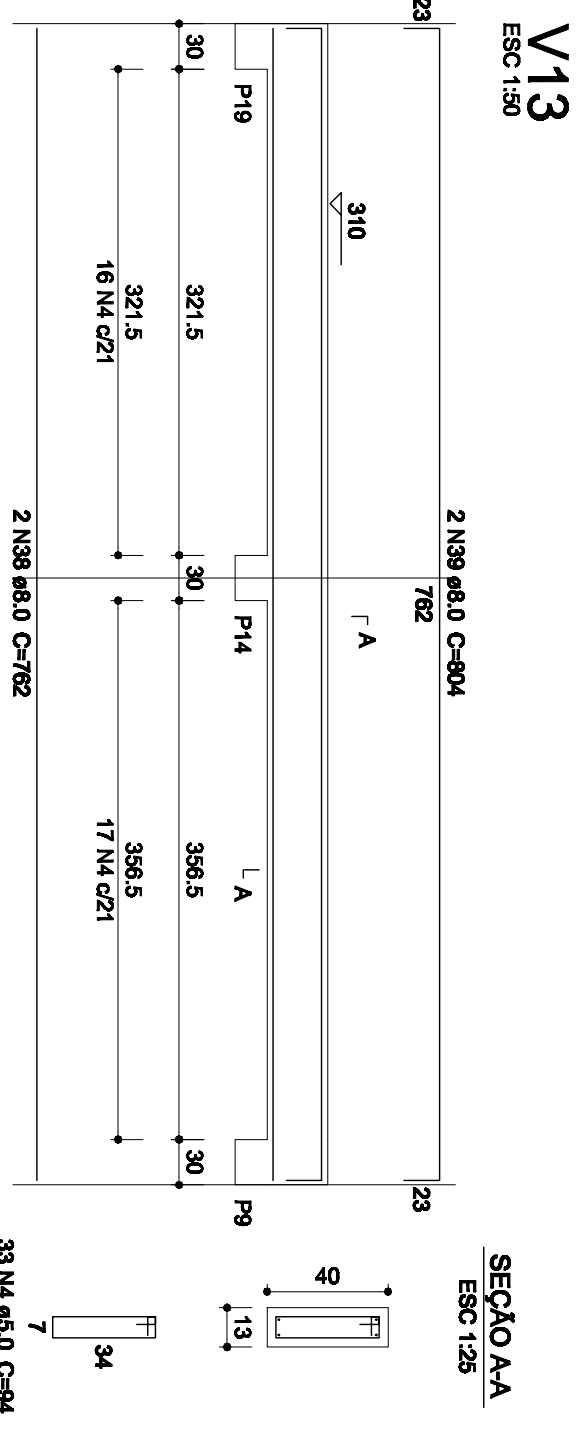 V13
ESC 1:50
2 N39 ø8.0 C=804
23
762
23
310
A
P19
P14
A
P9
30
321.5
30
356.5
30
321.5
356.5
16 N4 c/21
17 N4 c/21
2 N38 ø8.0 C=762
SEÇÃO A-A
ESC 1:25
40
13
34
7
33 N4 ø5.0 C=94